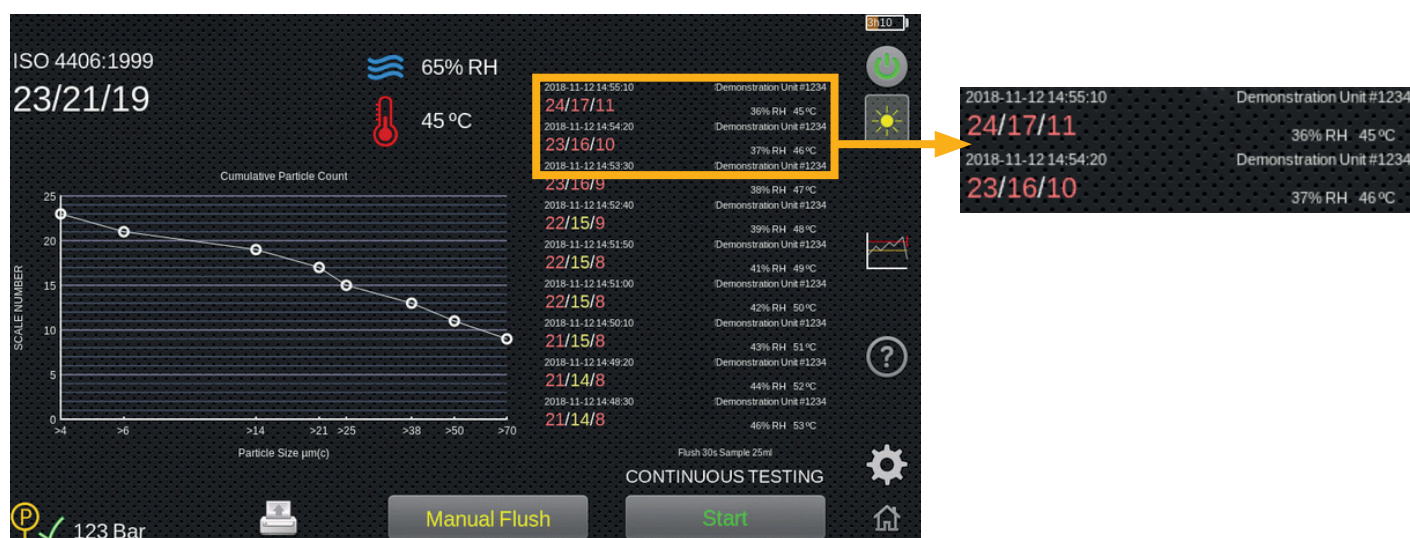 3h10
ISO 4406:1999
23/21/19
65% RH
45 ºC
2018-11-12 14:55:10 Demonstration Unit #1234
24/17/11 36% RH 45 ºC
2018-11-12 14:54:20 Demonstration Unit #1234
23/16/10 37% RH 46 ºC
2018-11-12 14:53:30 Demonstration Unit #1234
23/16/9 38% RH 47 ºC
2018-11-12 14:52:40 Demonstration Unit #1234
22/15/9 39% RH 48 ºC
2018-11-12 14:51:50 Demonstration Unit #1234
22/15/8 41% RH 49 ºC
2018-11-12 14:51:00 Demonstration Unit #1234
22/15/8 42% RH 50 ºC
2018-11-12 14:50:10 Demonstration Unit #1234
21/15/8 43% RH 51 ºC
2018-11-12 14:49:20 Demonstration Unit #1234
21/14/8 44% RH 52 ºC
2018-11-12 14:48:30 Demonstration Unit #1234
21/14/8 46% RH 53 ºC
Cumulative Particle Count
SCALE NUMBER
25
20
15
10
5
0
>4 >6 >14 >21 >25 >38 >50 >70
Particle Size µm(c)
?
Flush 30s Sample 25ml
CONTINUOUS TESTING
P
123 Bar
Manual Flush
Start
2018-11-12 14:55:10 Demonstration Unit #1234
24/17/11 36% RH 45 ºC
2018-11-12 14:54:20 Demonstration Unit #1234
23/16/10 37% RH 46 ºC